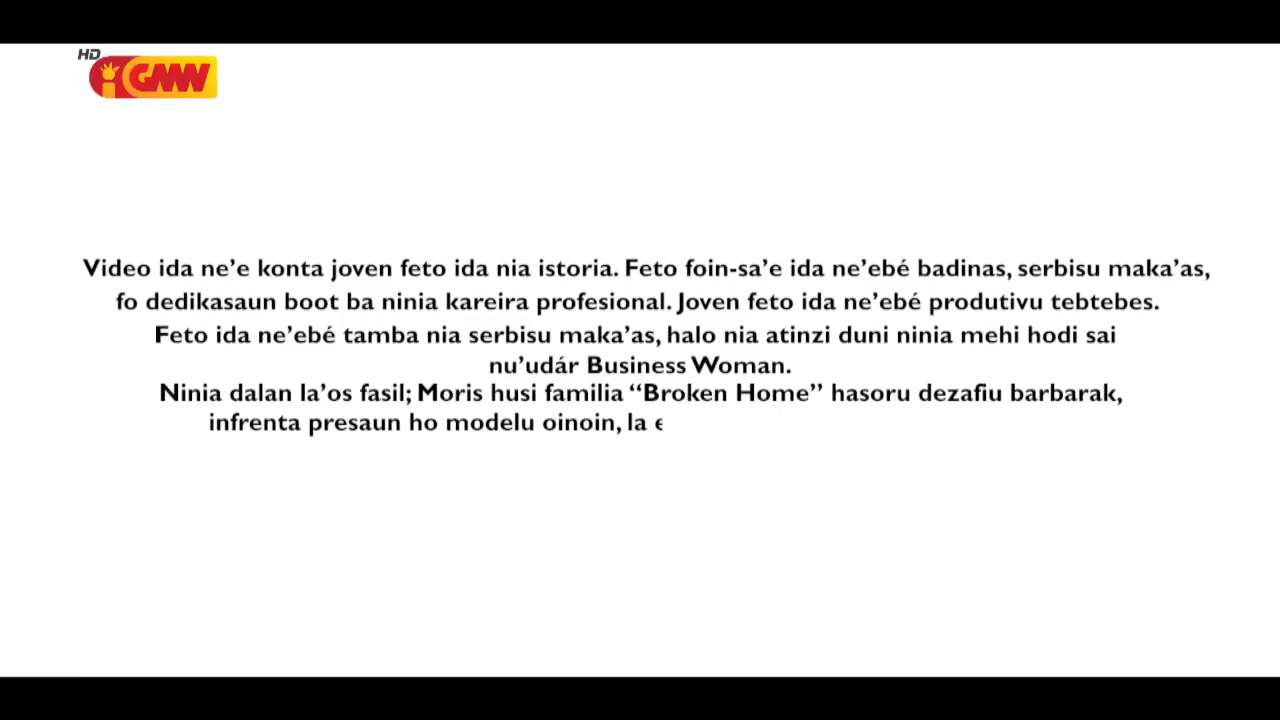 HD
GMN
Video ida ne’e konta joven feto ida nia istoria. Feto foin-sa’e ida ne’ebé badinas, serbisu maka’as,
fo dedikasaun boot ba ninia kareira profesional. Joven feto ida ne’ebé produtivu tebtebes.
Feto ida ne’ebé tamba nia serbisu maka’as, halo nia atinzi duni ninia mehi hodi sai
nu’udár Business Woman.
Ninia dalan la’os fasil; Moris husi familia “Broken Home” hasoru dezafiu barbarak,
infrenta presaun ho modelu oinoin, la